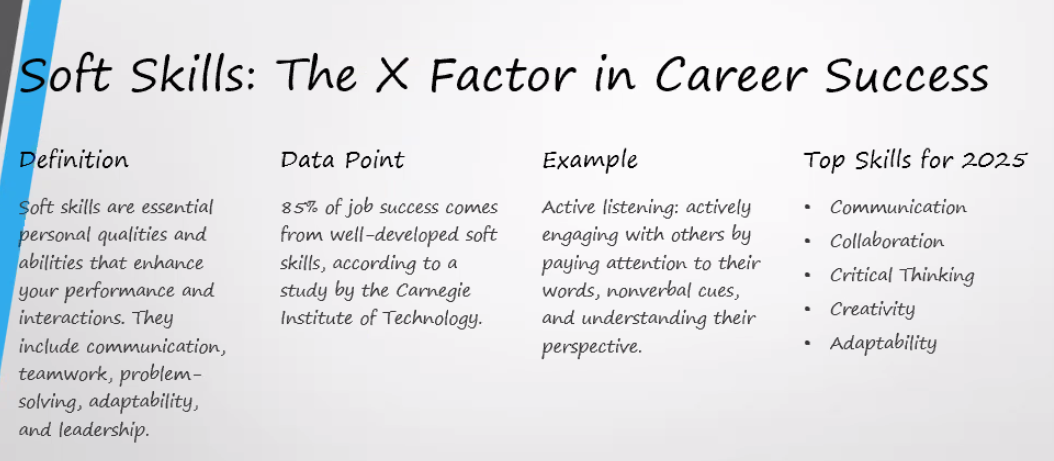 Soft Skills: The X Factor in Career Success
Definition
Soft skills are essential
personal qualities and
abilities that enhance
your performance and
interactions. They
include communication,
teamwork, problem-
solving, adaptability,
and leadership.
Data Point
85% of job success comes
from well-developed soft
skills, according to a
study by the Carnegie
Institute of Technology.
Example
Active listening: actively
engaging with others by
paying attention to their
words, nonverbal cues,
and understanding their
perspective.
Top Skills for 2025
• Communication
• Collaboration
• Critical Thinking
• Creativity
• Adaptability